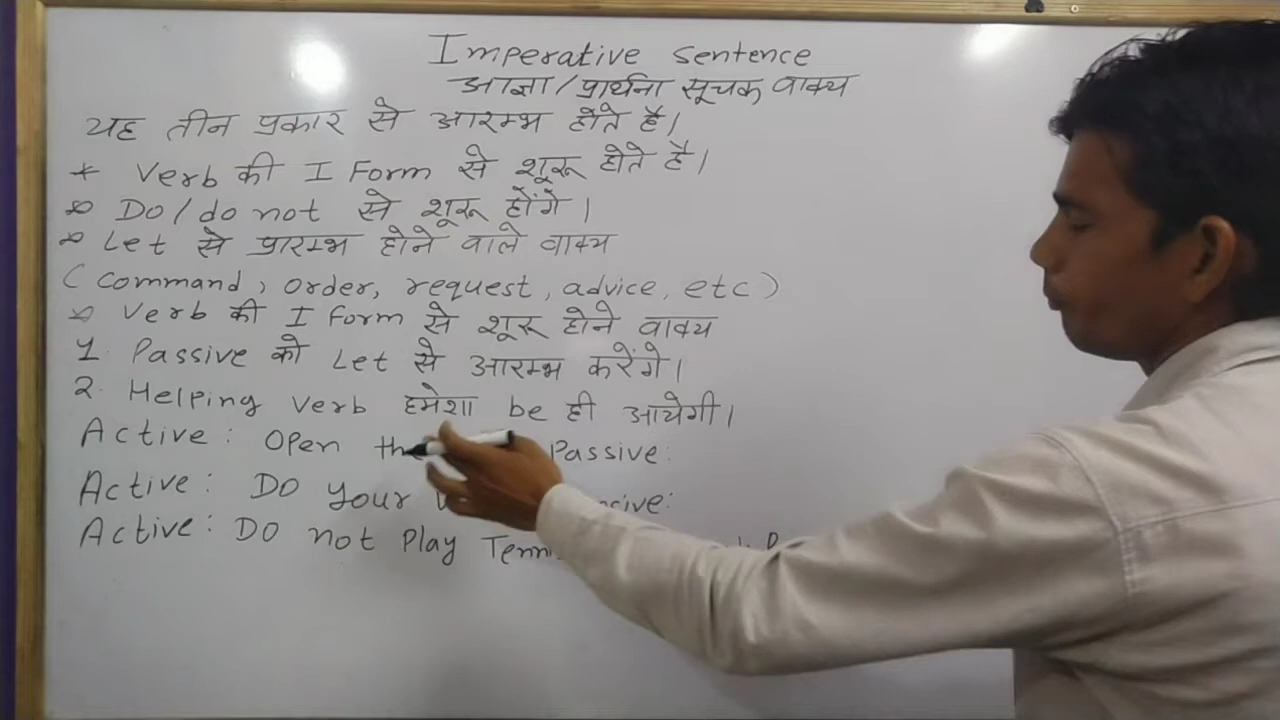 Imperative sentence
आज्ञा/प्रार्थना सूचक वाक्य
यह तीन प्रकार से आरम्भ होते है।
* Verb की I Form से शूरू होते है।
* Do/do not से शूरू होंगे।
* Let से प्रारम्भ होने वाले वाक्य
(Command, order, request, advice, etc)
* Verb की I Form से शूरू होने वाक्य
1. Passive को Let से आरम्भ करेंगे।
2. Helping verb हमेशा be ही आयेगी।
Active: Open the Passive:
Active: Do your
Active: Do not Play